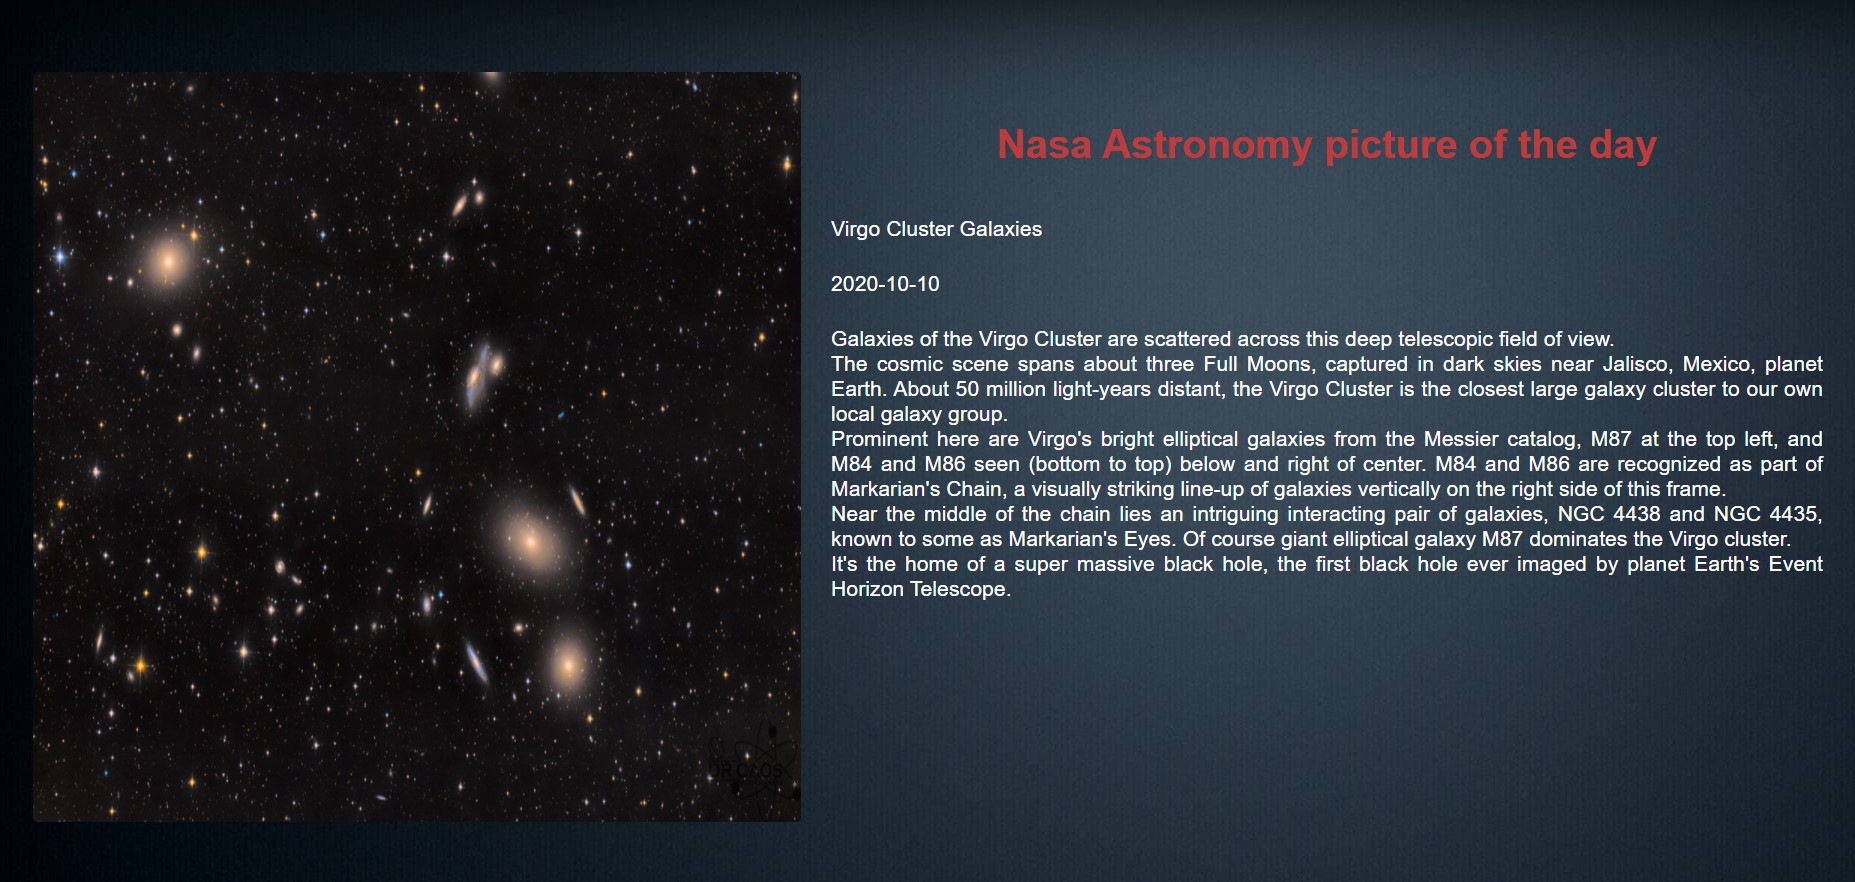 Nasa Astronomy picture of the day
Virgo Cluster Galaxies
2020-10-10
Galaxies of the Virgo Cluster are scattered across this deep telescopic field of view.
The cosmic scene spans about three Full Moons, captured in dark skies near Jalisco, Mexico, planet
Earth. About 50 million light-years distant, the Virgo Cluster is the closest large galaxy cluster to our own
local galaxy group.
Prominent here are Virgo's bright elliptical galaxies from the Messier catalog, M87 at the top left, and
M84 and M86 seen (bottom to top) below and right of center. M84 and M86 are recognized as part of
Markarian's Chain, a visually striking line-up of galaxies vertically on the right side of this frame.
Near the middle of the chain lies an intriguing interacting pair of galaxies, NGC 4438 and NGC 4435,
known to some as Markarian's Eyes. Of course giant elliptical galaxy M87 dominates the Virgo cluster.
It's the home of a super massive black hole, the first black hole ever imaged by planet Earth's Event
Horizon Telescope.